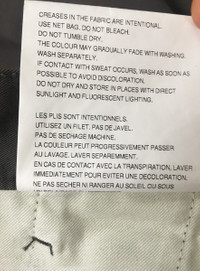 CREASES IN THE FABRIC ARE INTENTIONAL.
USE NET BAG. DO NOT BLEACH.
DO NOT TUMBLE DRY.
THE COLOUR MAY GRADUALLY FADE WITH WASHING.
WASH SEPARATELY.
IF CONTACT WITH SWEAT OCCURS, WASH AS SOON AS
POSSIBLE TO AVOID DISCOLORATION.
DO NOT DRY AND STORE IN PLACES WITH DIRECT
SUNLIGHT AND FLUORESCENT LIGHTING.
LES PLIS SONT INTENTIONNELS.
UTILISEZ UN FILET. PAS DE JAVEL.
PAS DE SECHAGE MACHINE.
LA COULEUR PEUT PROGRESSIVEMENT PASSER
AU LAVAGE. LAVER SEPAREMMENT.
EN CAS DE CONTACT AVEC LA TRANSPIRATION, LAVER
IMMEDIATEMENT POUR EVITER UNE DECOLORATION.
NE PAS SECHER NI RANGER AU SOLEIL OU SOUS